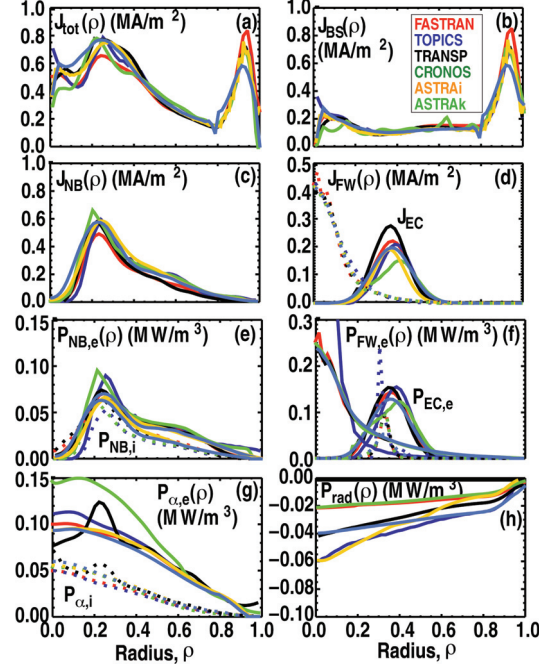 J_tot(ρ) (MA/m²) (a)
1.0
0.8
0.6
0.4
0.2
0.0
J_BS(ρ) (b)
(MA/m²)
1.0
0.8
0.6
0.4
0.2
0.0
FASTRAN
TOPICS
TRANSP
CRONOS
ASTRAi
ASTRAk
J_NB(ρ) (MA/m²)
(c)
1.0
0.8
0.6
0.4
0.2
0.0
J_FW(ρ) (MA/m²)
(d)
0.5
0.4
0.3
0.2
0.1
0.0
J_EC
P_NB,e(ρ) (MW/m³)
(e)
0.15
0.10
0.05
0.00
P_NB,i
P_FW,e(ρ) (MW/m³)
(f)
0.3
0.2
0.1
0.0
P_EC,e
P_α,e(ρ)
(g)
(MW/m³)
0.15
0.10
0.05
0.00
P_α,i
P_rad(ρ) (MW/m³)
(h)
0.00
−0.02
−0.04
−0.06
−0.08
−0.10
0.0 0.2 0.4 0.6 0.8 1.0
Radius, ρ
0.0 0.2 0.4 0.6 0.8 1.0
Radius, ρ